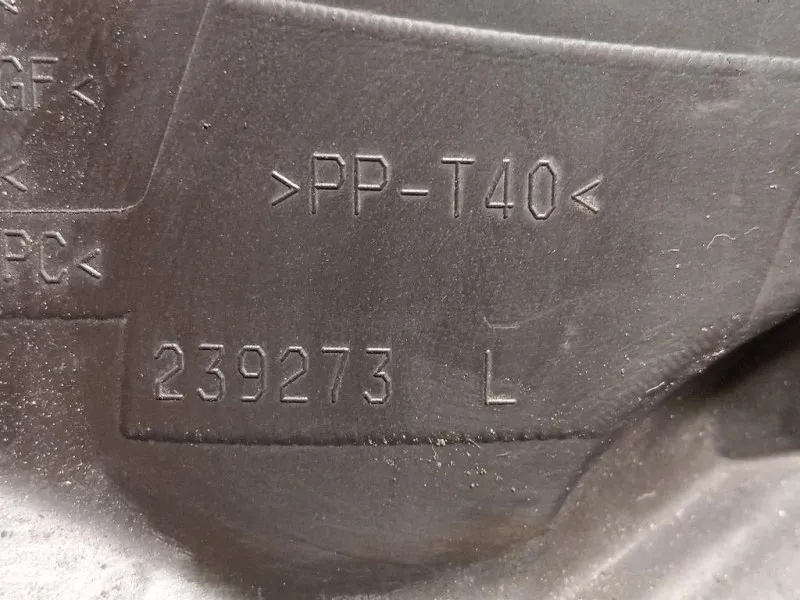 GF<
<
>PP-T40<
PC<
239273 L